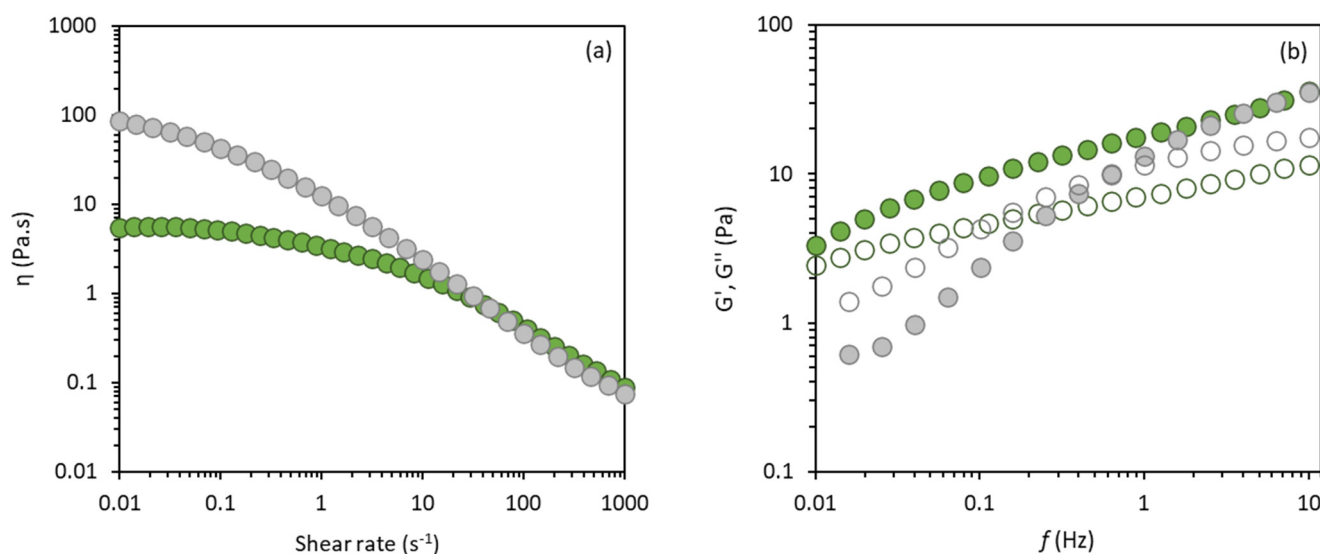 (a)
η (Pa.s)
1000
100
10
1
0.1
0.01
0.01 0.1 1 10 100 1000
Shear rate (s⁻¹)
(b)
G', G'' (Pa)
100
10
1
0.1
0.01 0.1 1 10
f (Hz)